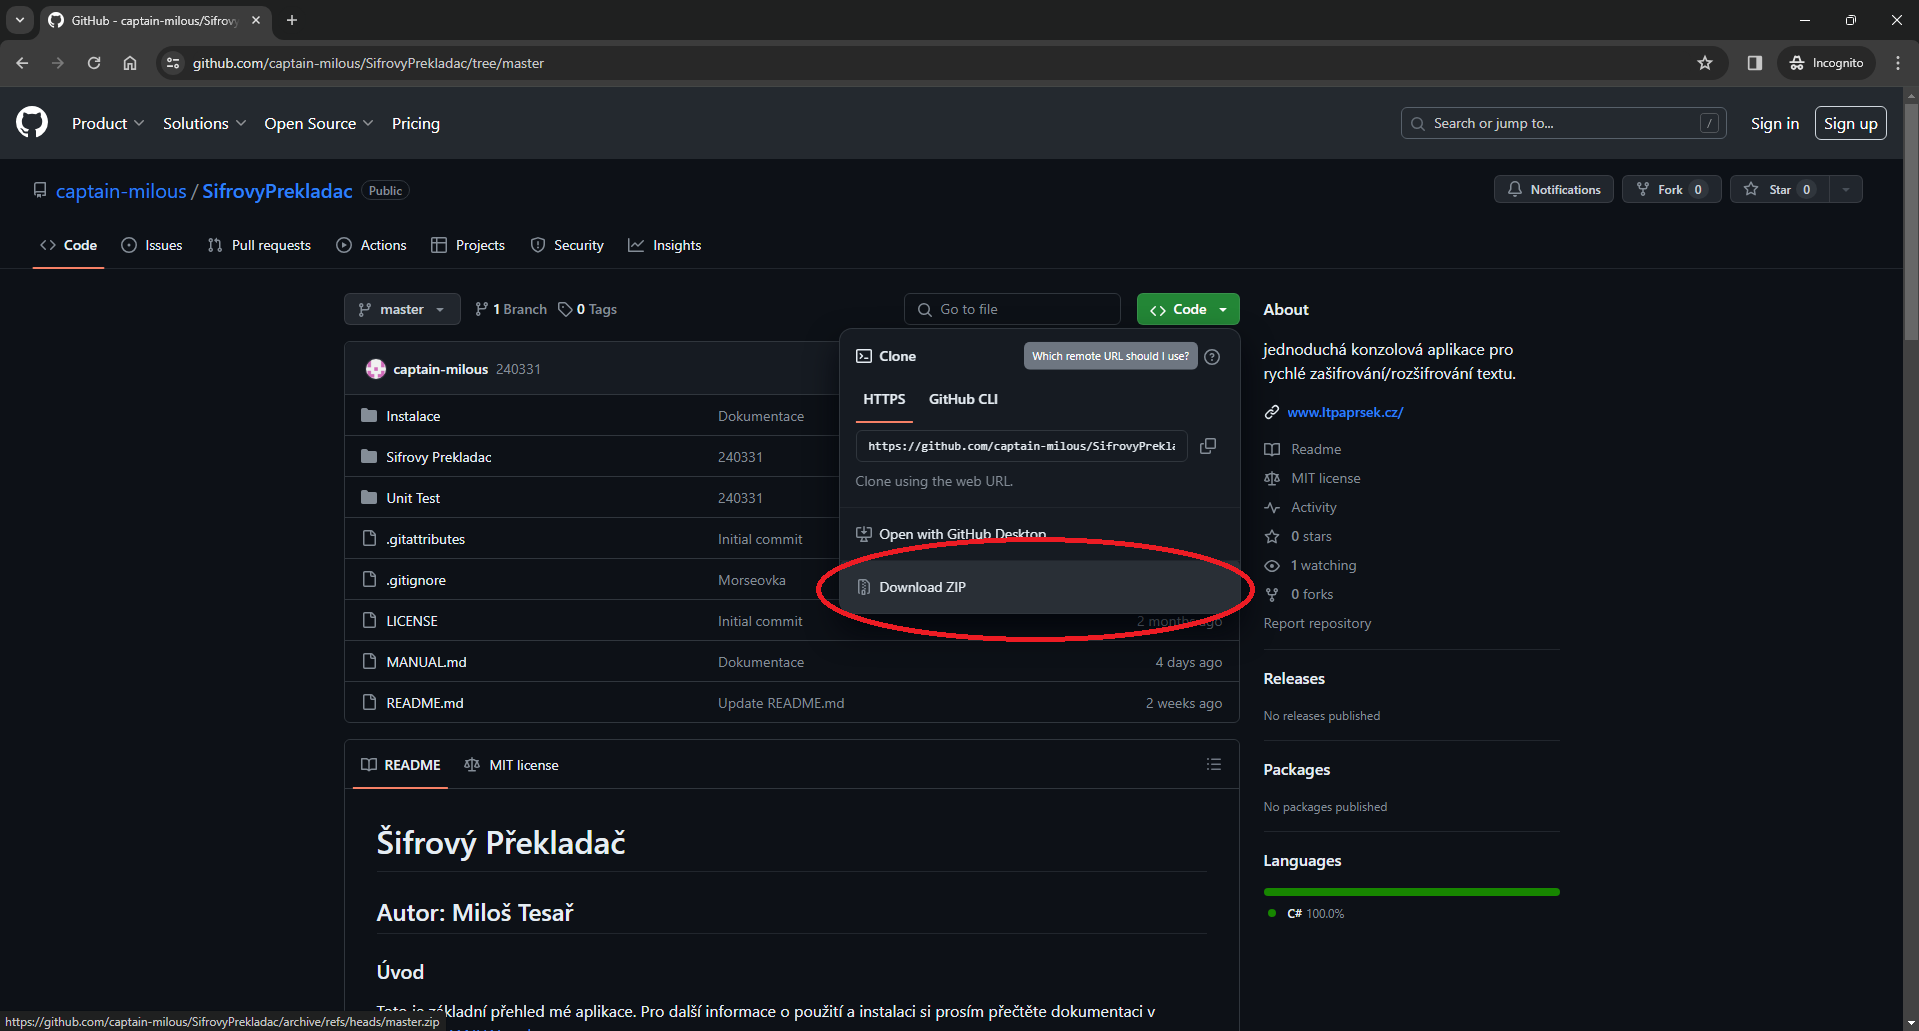 GitHub - captain-milous/Sifrovy
github.com/captain-milous/SifrovyPrekladac/tree/master
Incognito
Product
Solutions
Open Source
Pricing
Search or jump to...
/
Sign in
Sign up
captain-milous / SifrovyPrekladac
Public
Notifications
Fork 0
Star 0
Code
Issues
Pull requests
Actions
Projects
Security
Insights
master
1 Branch
0 Tags
Go to file
Code
captain-milous 240331
Instalace Dokumentace
Sifrovy Prekladac 240331
Unit Test 240331
.gitattributes Initial commit
.gitignore Morseovka
LICENSE Initial commit 2 months ago
MANUAL.md Dokumentace 4 days ago
README.md Update README.md 2 weeks ago
Clone
Which remote URL should I use?
HTTPS
GitHub CLI
https://github.com/captain-milous/SifrovyPrekl
Clone using the web URL.
Open with GitHub Desktop
Download ZIP
About
jednoduchá konzolová aplikace pro
rychlé zašifrování/rozšifrování textu.
www.ltpaprsek.cz/
Readme
MIT license
Activity
0 stars
1 watching
0 forks
Report repository
Releases
No releases published
Packages
No packages published
Languages
C# 100.0%
README
MIT license
Šifrový Překladač
Autor: Miloš Tesař
Úvod
Toto je základní přehled mé aplikace. Pro další informace o použití a instalaci si prosím přečtěte dokumentaci v
https://github.com/captain-milous/SifrovyPrekladac/archive/refs/heads/master.zip